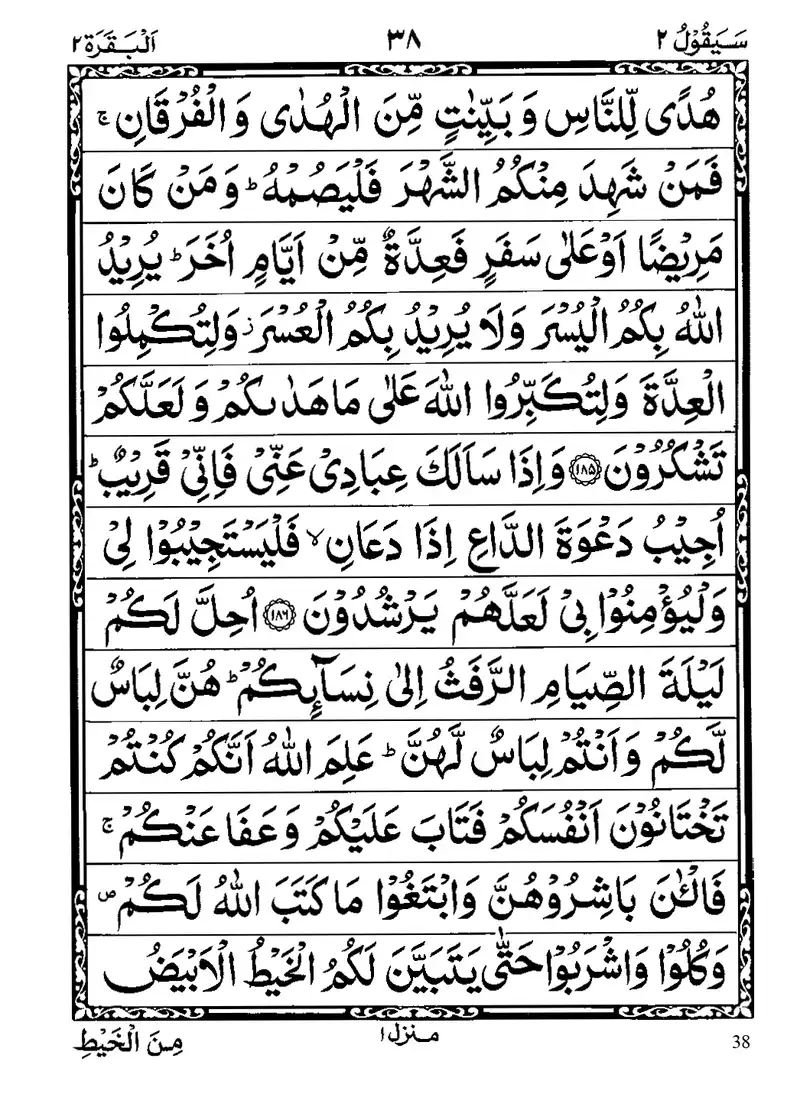 سَيَقُوْلُ ٢ ٣٨ اَلْبَقَرَة ٢
هُدًى لِّلنَّاسِ وَ بَيِّنٰتٍ مِّنَ الْهُدٰى وَ الْفُرْقَانِ ۚ
فَمَنْ شَهِدَ مِنْكُمُ الشَّهْرَ فَلْيَصُمْهُ ؕ وَ مَنْ كَانَ
مَرِيْضًا اَوْ عَلٰى سَفَرٍ فَعِدَّةٌ مِّنْ اَيَّامٍ اُخَرَ ؕ يُرِيْدُ
اللّٰهُ بِكُمُ الْيُسْرَ وَلَا يُرِيْدُ بِكُمُ الْعُسْرَ ز وَلِتُكْمِلُوا
الْعِدَّةَ وَلِتُكَبِّرُوا اللّٰهَ عَلٰى مَا هَدٰىكُمْ وَ لَعَلَّكُمْ
تَشْكُرُوْنَ ﴿١٨٥﴾ وَاِذَا سَاَلَكَ عِبَادِيْ عَنِّيْ فَاِنِّيْ قَرِيْبٌ ؕ
اُجِيْبُ دَعْوَةَ الدَّاعِ اِذَا دَعَانِ ۙ فَلْيَسْتَجِيْبُوْا لِيْ
وَلْيُؤْمِنُوْا بِيْ لَعَلَّهُمْ يَرْشُدُوْنَ ﴿١٨٦﴾ اُحِلَّ لَكُمْ
لَيْلَةَ الصِّيَامِ الرَّفَثُ اِلٰى نِسَآئِكُمْ ؕ هُنَّ لِبَاسٌ
لَّكُمْ وَ اَنْتُمْ لِبَاسٌ لَّهُنَّ ؕ عَلِمَ اللّٰهُ اَنَّكُمْ كُنْتُمْ
تَخْتَانُوْنَ اَنْفُسَكُمْ فَتَابَ عَلَيْكُمْ وَ عَفَا عَنْكُمْ ۚ
فَالْـٰٔنَ بَاشِرُوْهُنَّ وَابْتَغُوْا مَا كَتَبَ اللّٰهُ لَكُمْ ۪
وَكُلُوْا وَاشْرَبُوْا حَتّٰى يَتَبَيَّنَ لَكُمُ الْخَيْطُ الْاَبْيَضُ
مِنَ الْخَيْطِ
منزل ١
38